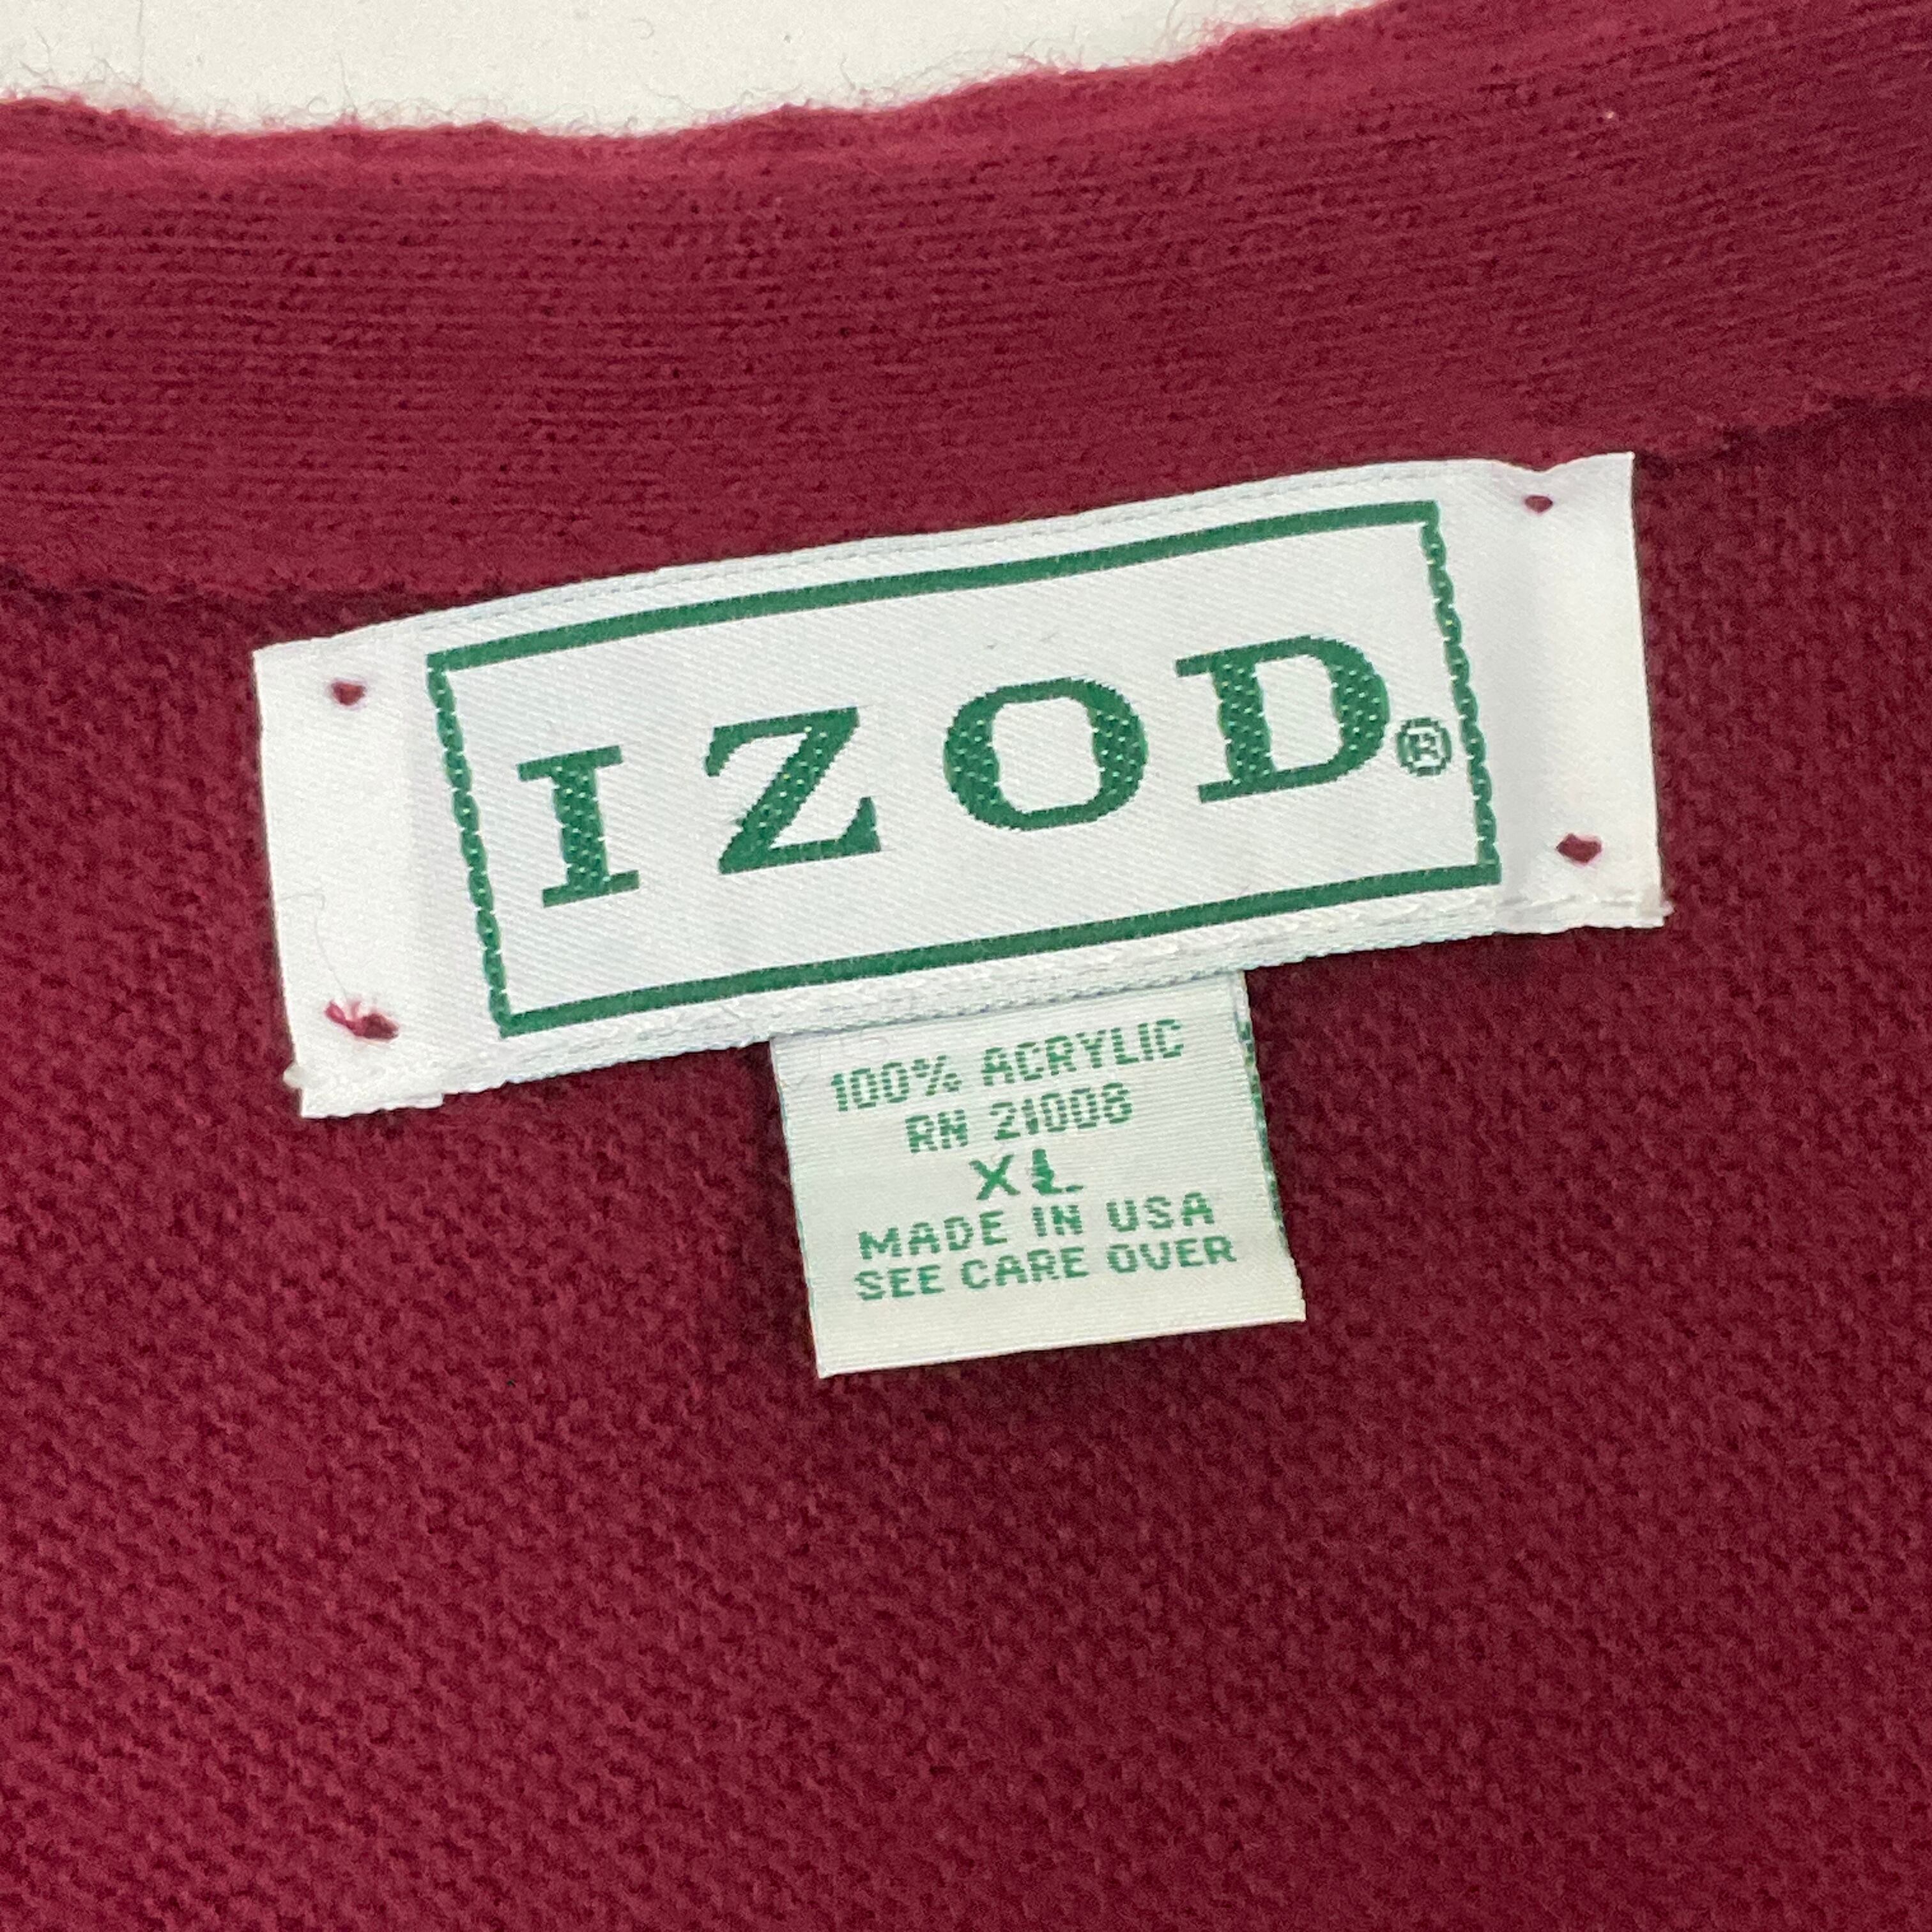 IZOD®
100% ACRYLIC
RN 21008
XL
MADE IN USA
SEE CARE OVER